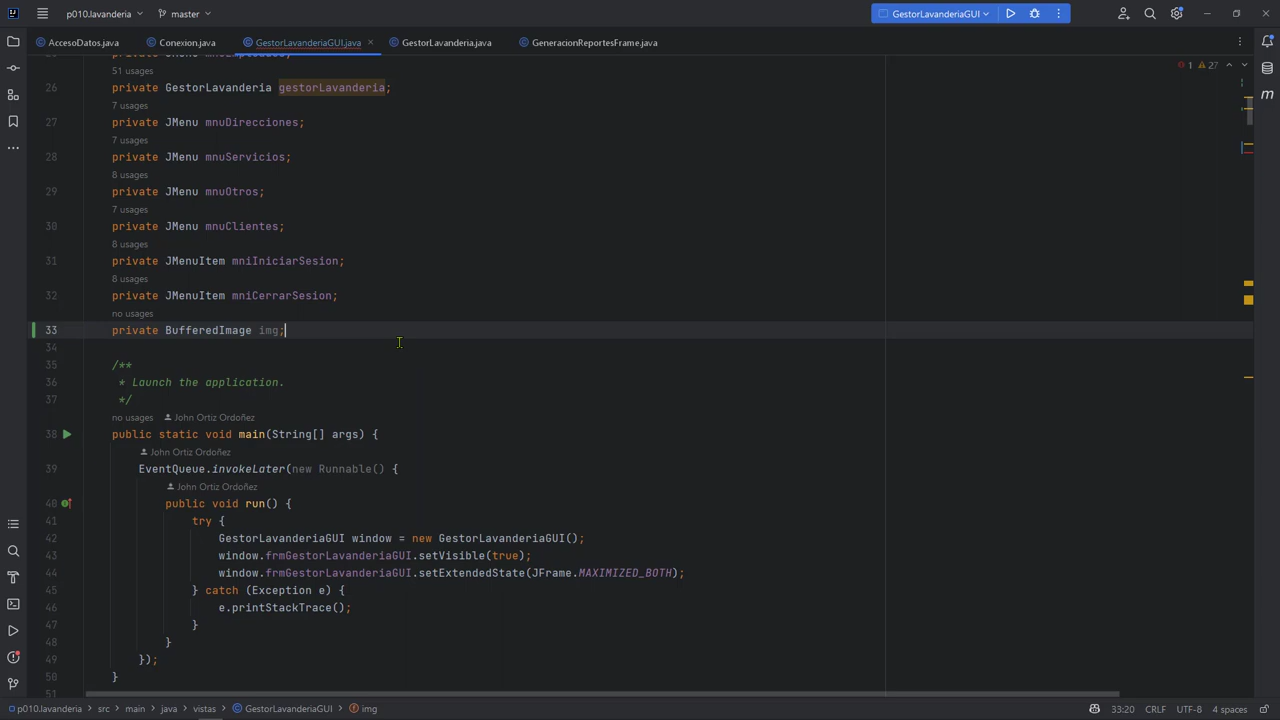 p010.lavanderia master GestorLavanderiaGUI
AccesoDatos.java Conexion.java GestorLavanderiaGUI.java GestorLavanderia.java GeneracionReportesFrame.java
1 27
51 usages
26 private GestorLavanderia gestorLavanderia;
7 usages
27 private JMenu mnuDirecciones;
7 usages
28 private JMenu mnuServicios;
8 usages
29 private JMenu mnuOtros;
7 usages
30 private JMenu mnuClientes;
8 usages
31 private JMenuItem mniIniciarSesion;
8 usages
32 private JMenuItem mniCerrarSesion;
no usages
33 private BufferedImage img;
34
35 /**
36 * Launch the application.
37 */
no usages John Ortiz Ordoñez
38 public static void main(String[] args) {
John Ortiz Ordoñez
39 EventQueue.invokeLater(new Runnable() {
John Ortiz Ordoñez
40 public void run() {
41 try {
42 GestorLavanderiaGUI window = new GestorLavanderiaGUI();
43 window.frmGestorLavanderiaGUI.setVisible(true);
44 window.frmGestorLavanderiaGUI.setExtendedState(JFrame.MAXIMIZED_BOTH);
45 } catch (Exception e) {
46 e.printStackTrace();
47 }
48 }
49 });
50 }
51
p010.lavanderia > src > main > java > vistas > GestorLavanderiaGUI > img 33:20 CRLF UTF-8 4 spaces